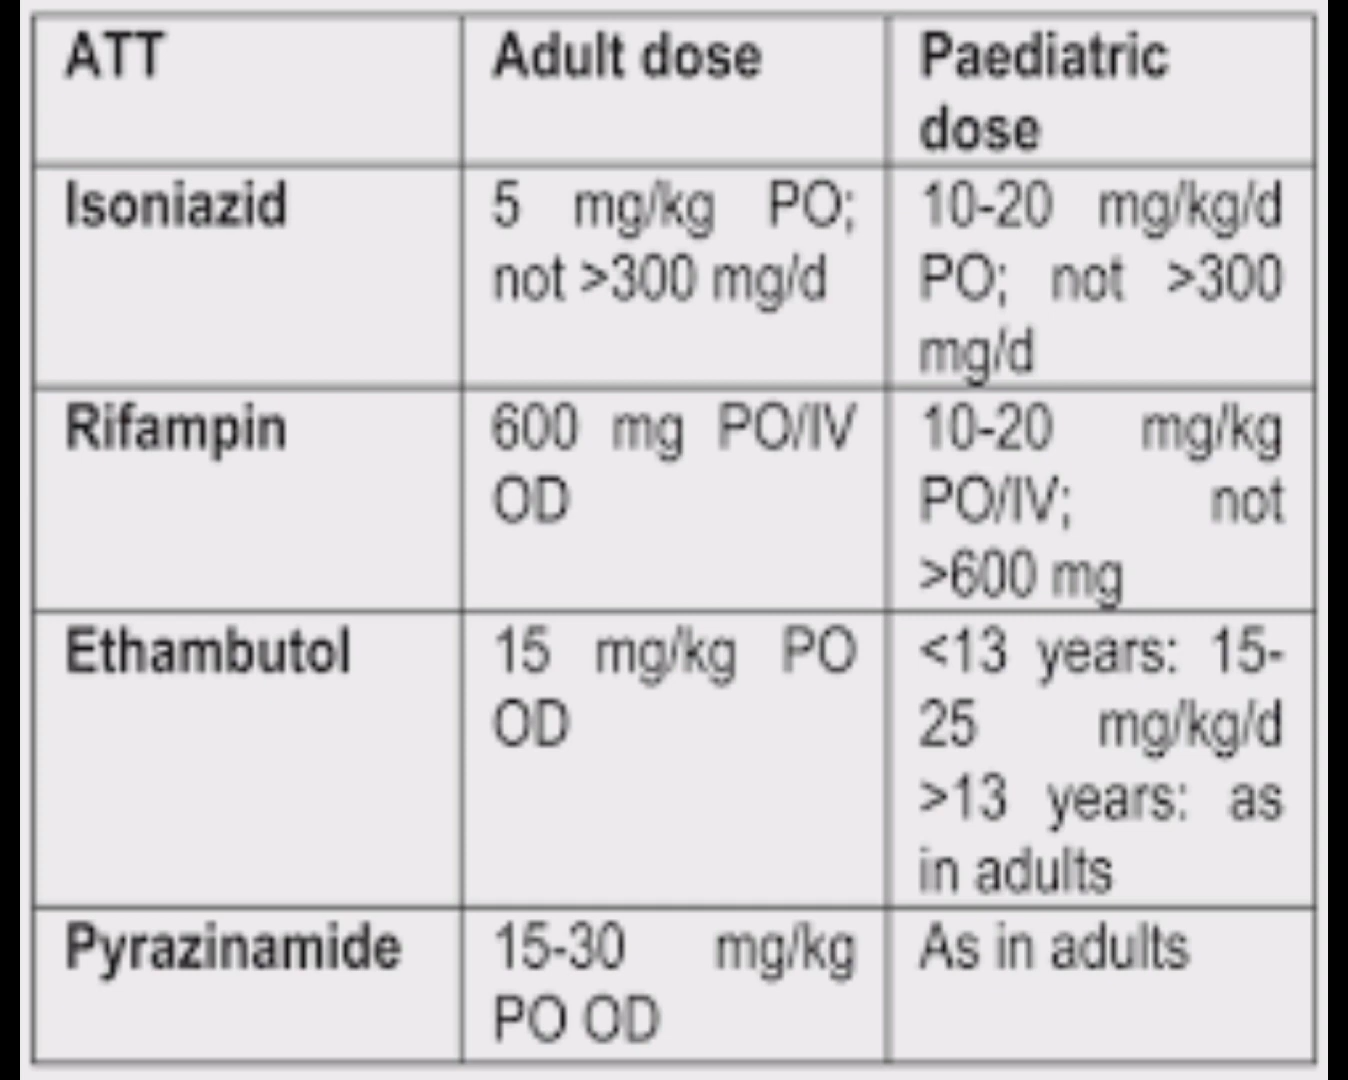 ATT
Adult dose
Paediatric
dose
Isoniazid
5 mg/kg PO;
not >300 mg/d
10-20 mg/kg/d
PO; not >300
mg/d
Rifampin
600 mg PO/IV
OD
10-20 mg/kg
PO/IV; not
>600 mg
Ethambutol
15 mg/kg PO
OD
<13 years: 15-
25 mg/kg/d
>13 years: as
in adults
Pyrazinamide
15-30 mg/kg
PO OD
As in adults